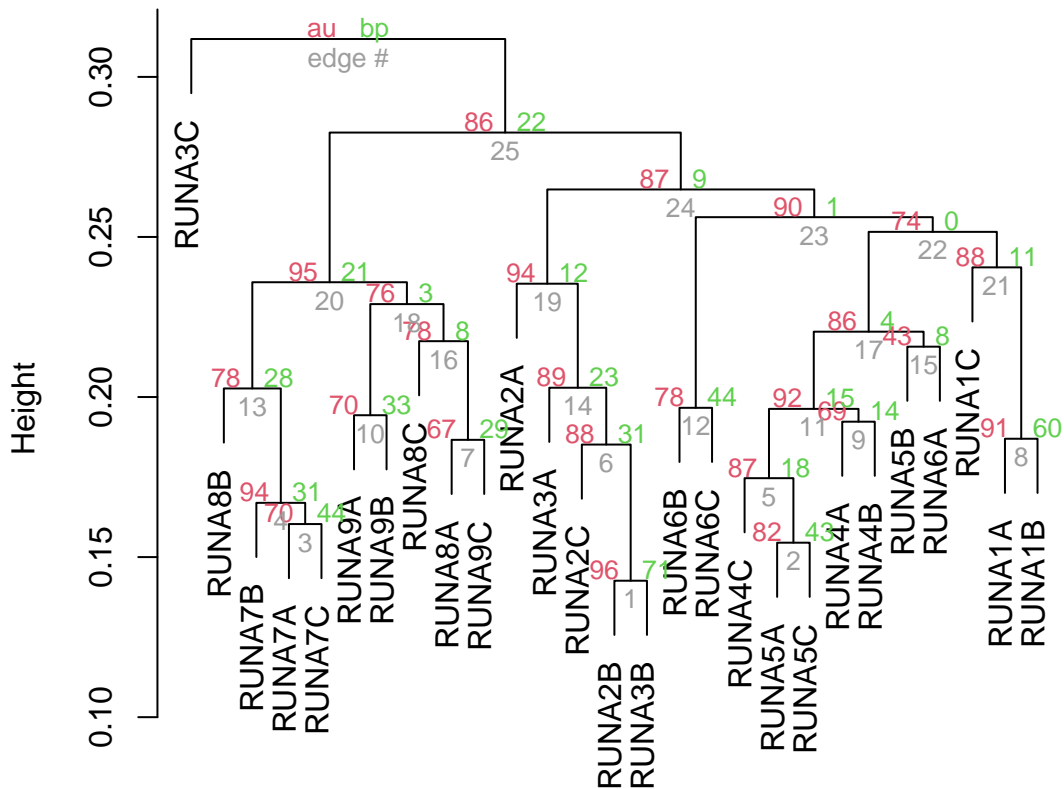 au bp
edge #
0.30
0.25
0.20
0.15
0.10
Height
86 22
25
87 9
24
90 1
23
74 0
22
88 11
21
95 21
20
94 12
19
76 3
18
86 4
17
78 8
16
43 8
15
89 23
14
78 28
13
78 44
12
92 15
11
70 33
10
69 14
9
91 60
8
67 29
7
88 31
6
87 18
5
94 31
4
70 44
3
82 43
2
96 71
1
RUNA3C
RUNA8B
RUNA7B
RUNA7A
RUNA7C
RUNA9A
RUNA9B
RUNA8C
RUNA8A
RUNA9C
RUNA2A
RUNA3A
RUNA2C
RUNA2B
RUNA3B
RUNA6B
RUNA6C
RUNA4C
RUNA5A
RUNA5C
RUNA4A
RUNA4B
RUNA5B
RUNA6A
RUNA1C
RUNA1A
RUNA1B